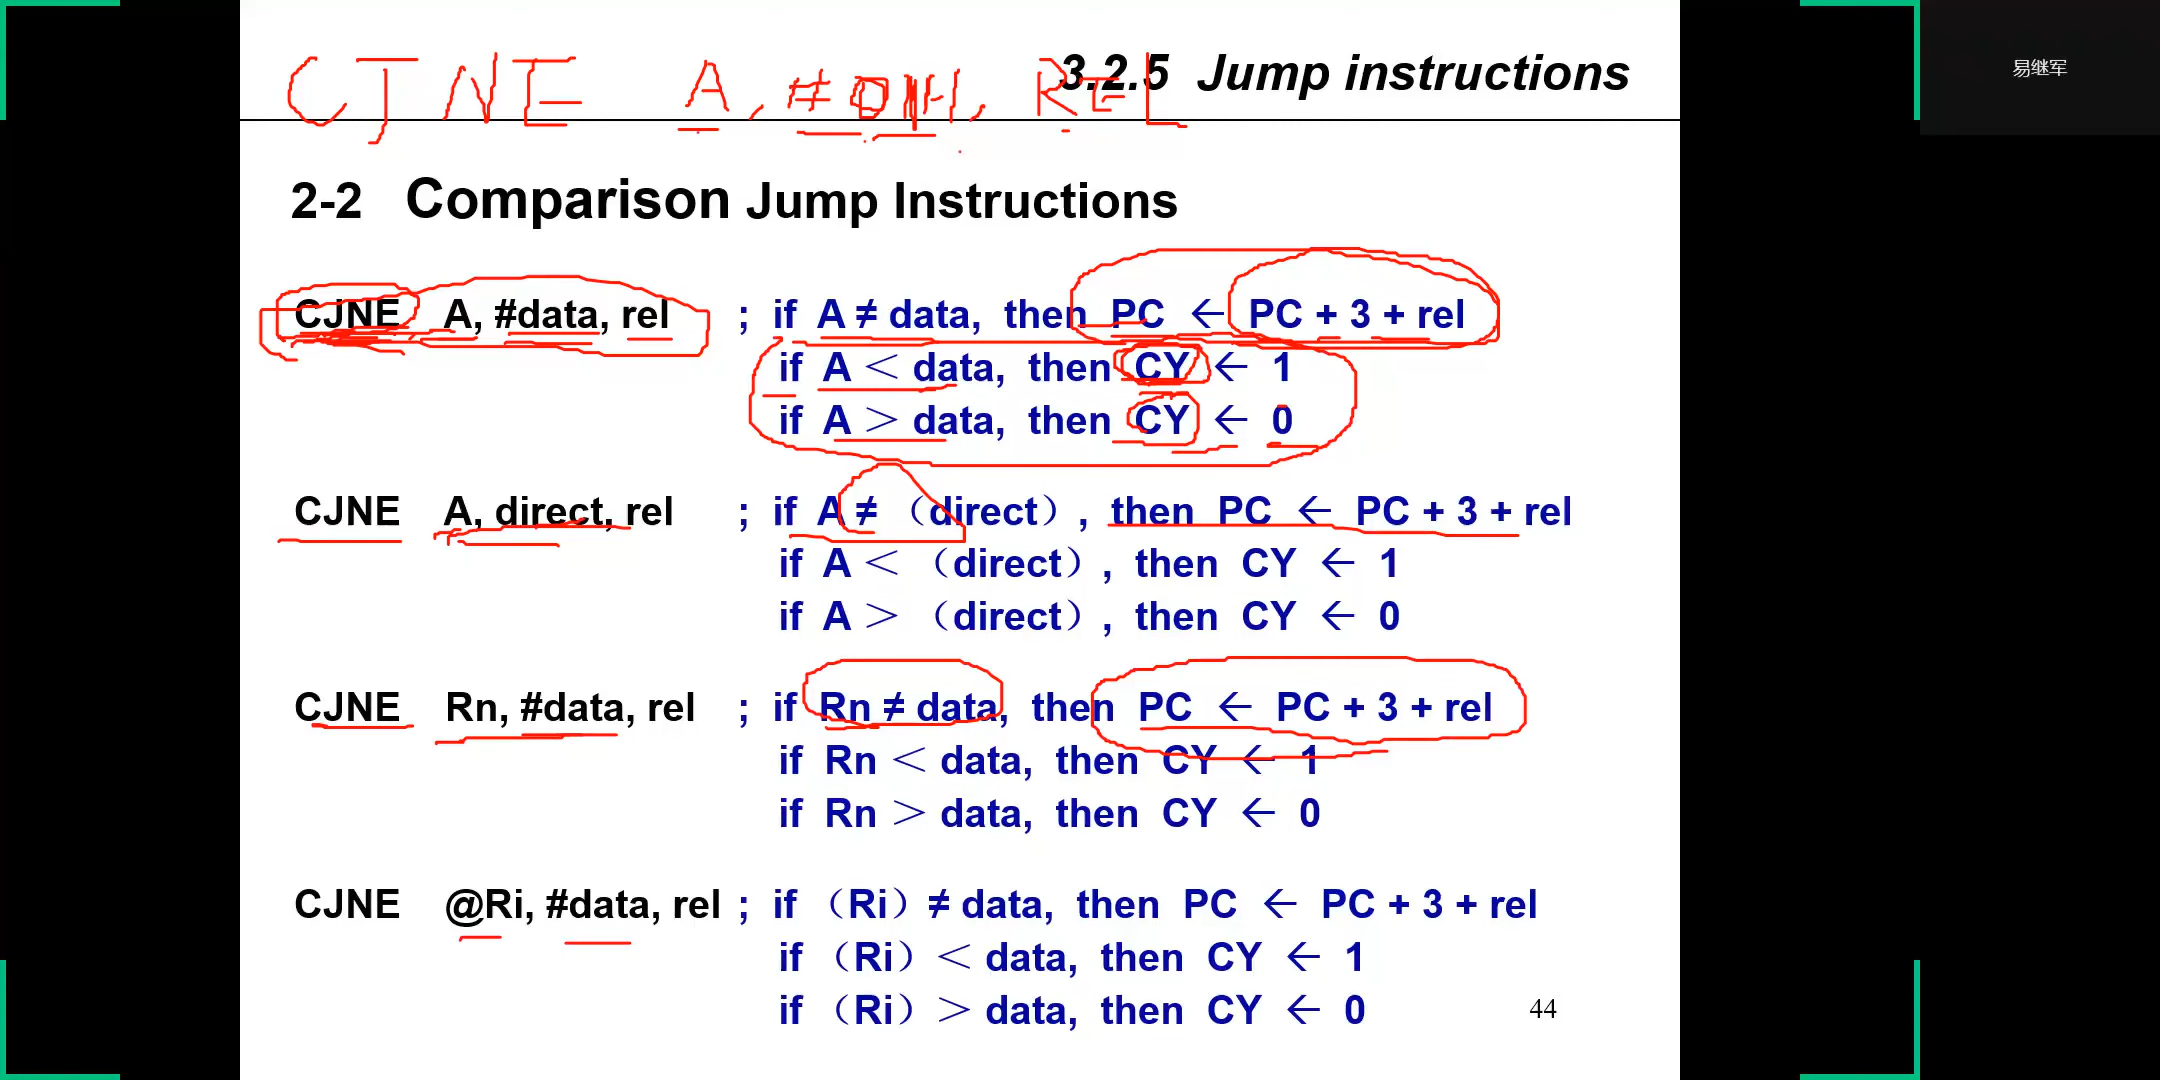 易继军
3.2.5 Jump instructions
CJNE A, #01H, REL
2-2 Comparison Jump Instructions
CJNE A, #data, rel ; if A ≠ data, then PC ← PC + 3 + rel
if A < data, then CY ← 1
if A > data, then CY ← 0
CJNE A, direct, rel ; if A ≠ （direct）, then PC ← PC + 3 + rel
if A < （direct）, then CY ← 1
if A > （direct）, then CY ← 0
CJNE Rn, #data, rel ; if Rn ≠ data, then PC ← PC + 3 + rel
if Rn < data, then CY ← 1
if Rn > data, then CY ← 0
CJNE @Ri, #data, rel ; if （Ri）≠ data, then PC ← PC + 3 + rel
if （Ri）< data, then CY ← 1
if （Ri）> data, then CY ← 0
44